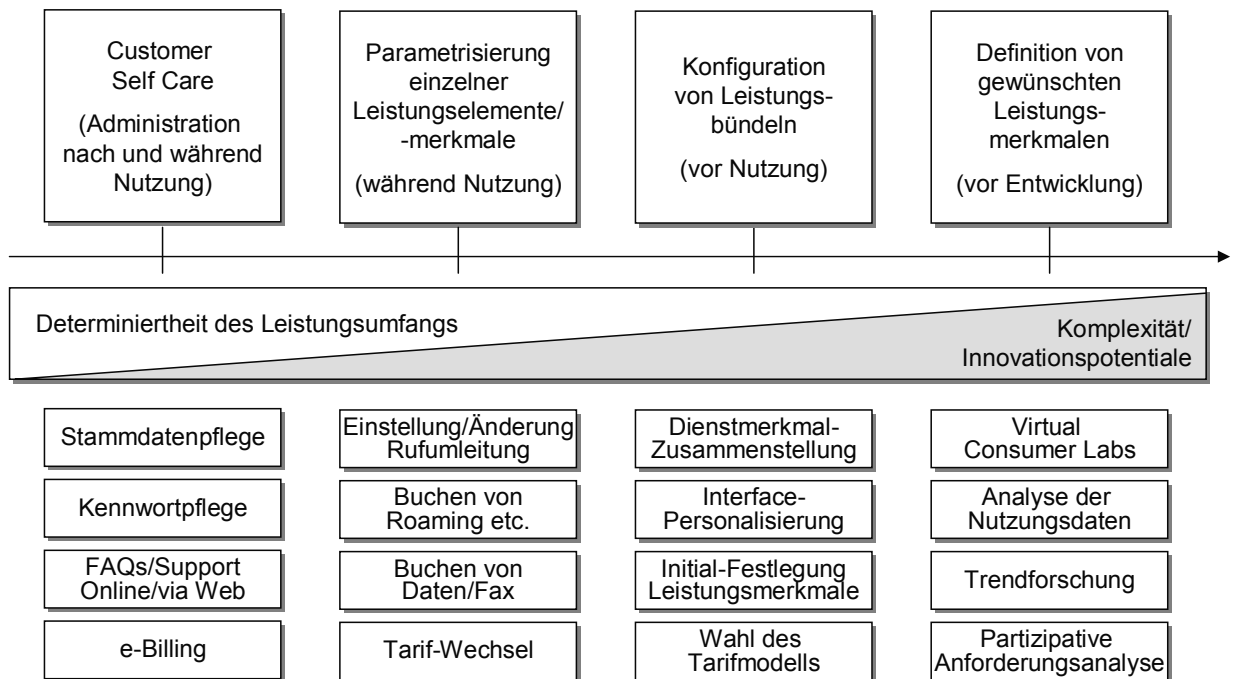 Customer
Self Care
(Administration
nach und während
Nutzung)
Parametrisierung
einzelner
Leistungselemente/
-merkmale
(während Nutzung)
Konfiguration
von Leistungs-
bündeln
(vor Nutzung)
Definition von
gewünschten
Leistungs-
merkmalen
(vor Entwicklung)
Determiniertheit des Leistungsumfangs
Komplexität/
Innovationspotentiale
Stammdatenpflege
Kennwortpflege
FAQs/Support
Online/via Web
e-Billing
Einstellung/Änderung
Rufumleitung
Buchen von
Roaming etc.
Buchen von
Daten/Fax
Tarif-Wechsel
Dienstmerkmal-
Zusammenstellung
Interface-
Personalisierung
Initial-Festlegung
Leistungsmerkmale
Wahl des
Tarifmodells
Virtual
Consumer Labs
Analyse der
Nutzungsdaten
Trendforschung
Partizipative
Anforderungsanalyse